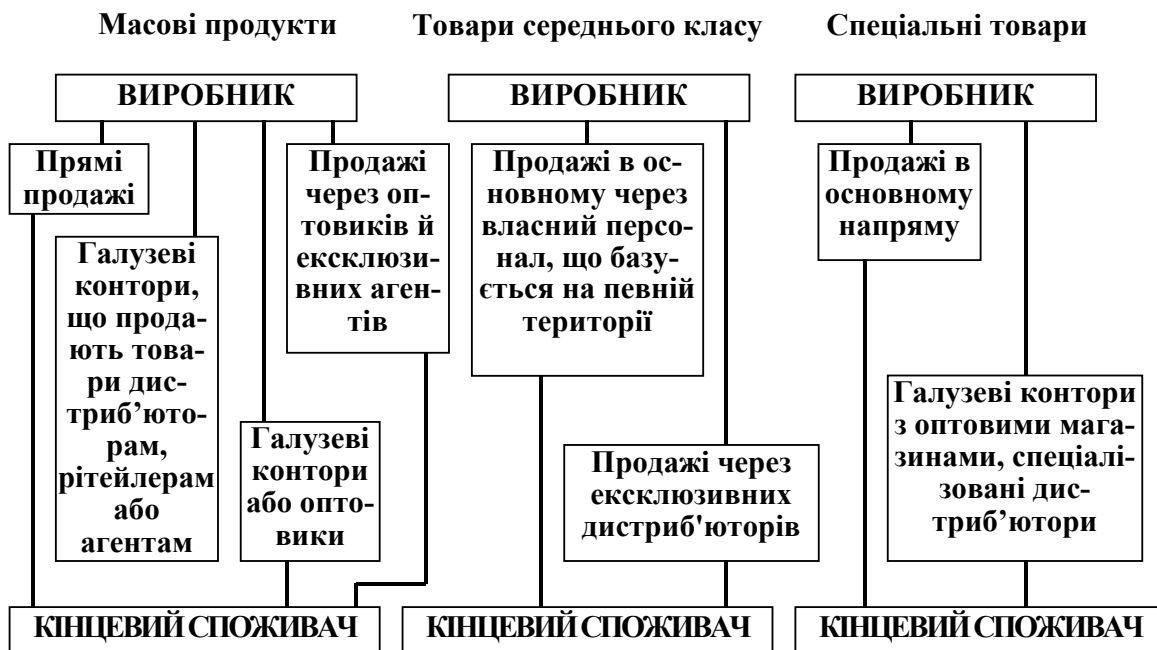 Масові продукти
Товари середнього класу
Спеціальні товари
ВИРОБНИК
ВИРОБНИК
ВИРОБНИК
Прямі
продажі
Галузеві
контори,
що прода-
ють това-
ри дис-
триб’юто-
рам,
рітейлерам
або
агентам
Галузеві
контори
або опто-
вики
Продажі
через оп-
товиків й
ексклюзи-
вних аген-
тів
Продажі в ос-
новному через
власний персо-
нал, що базу-
ється на певній
території
Продажі через
ексклюзивних
дистриб'юторів
Продажі в
основному
напряму
Галузеві контори
з оптовими мага-
зинами, спеціалі-
зовані дис-
триб’ютори
КІНЦЕВИЙ СПОЖИВАЧ
КІНЦЕВИЙ СПОЖИВАЧ
КІНЦЕВИЙ СПОЖИВАЧ